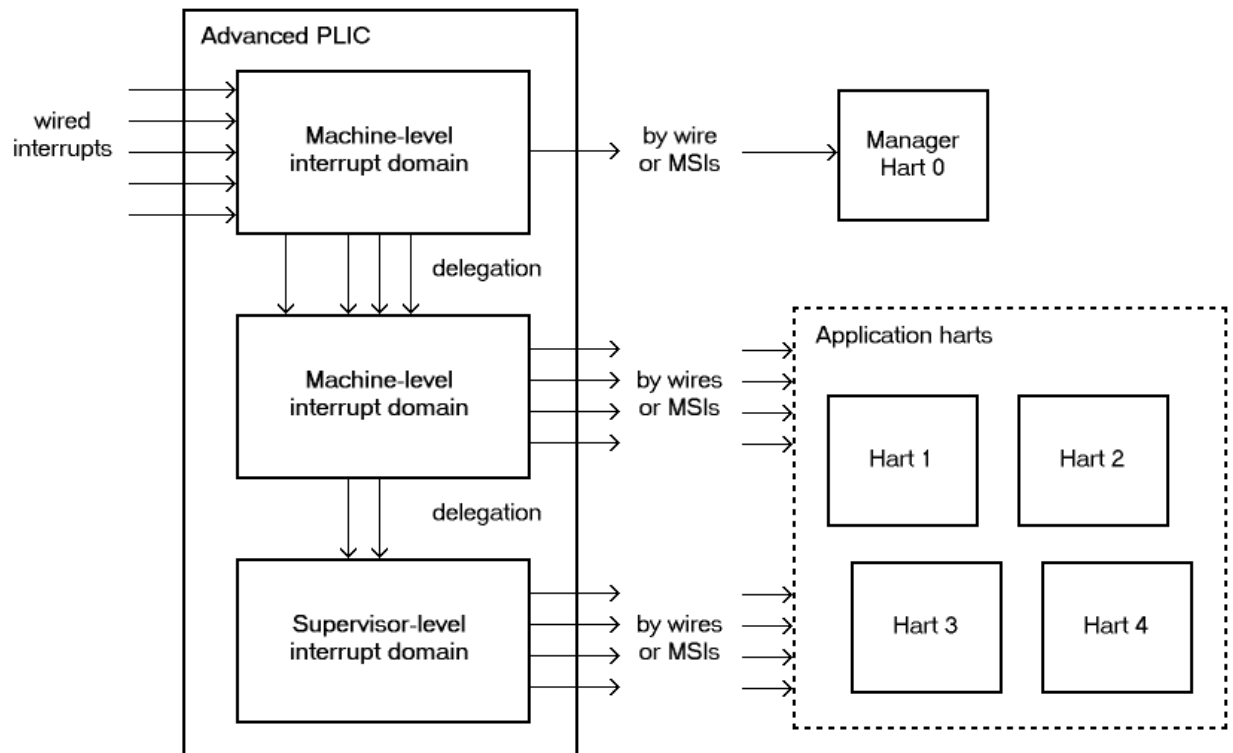 Advanced PLIC
wired
interrupts
Machine-level
interrupt domain
by wire
or MSIs
Manager
Hart 0
delegation
Machine-level
interrupt domain
by wires
or MSIs
Application harts
Hart 1
Hart 2
delegation
Supervisor-level
interrupt domain
by wires
or MSIs
Hart 3
Hart 4